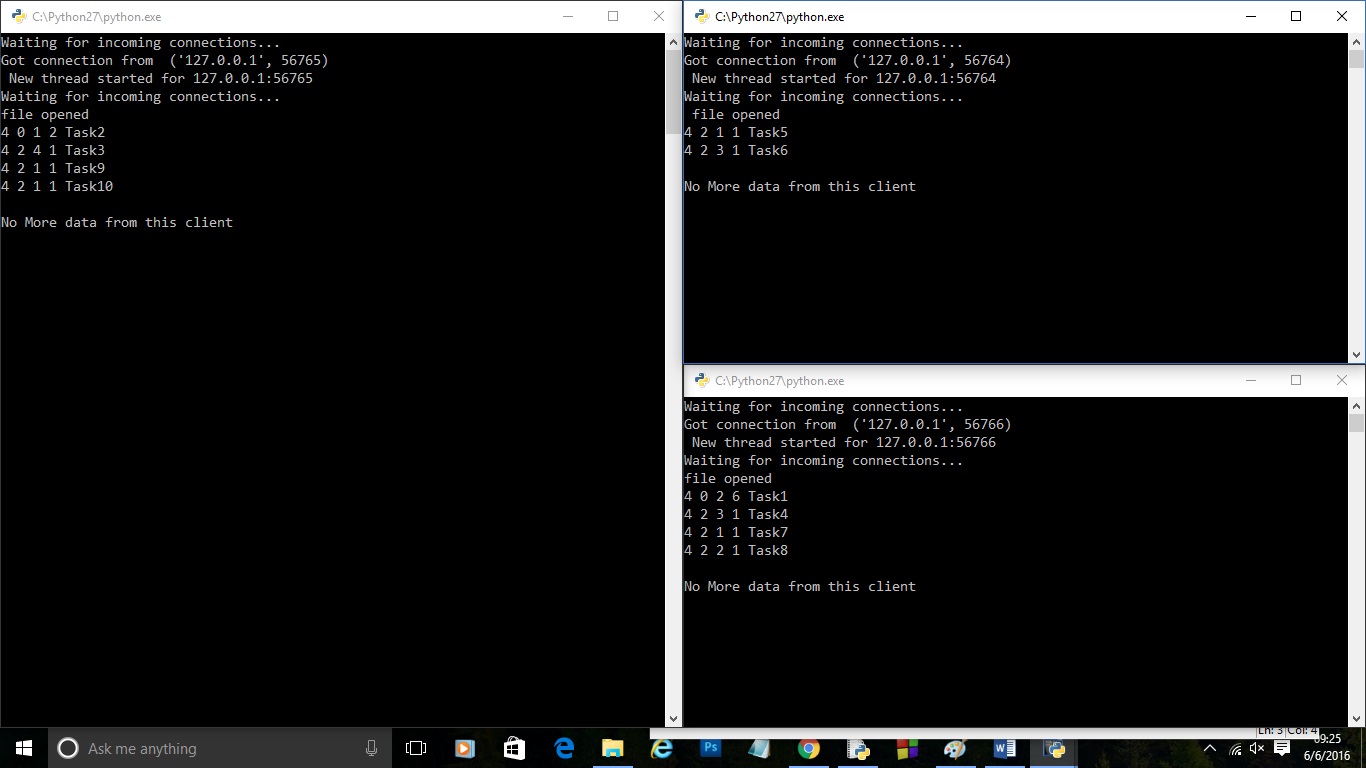 C:\Python27\python.exe
Waiting for incoming connections...
Got connection from  ('127.0.0.1', 56765)
 New thread started for 127.0.0.1:56765
Waiting for incoming connections...
file opened
4 0 1 2 Task2
4 2 4 1 Task3
4 2 1 1 Task9
4 2 1 1 Task10
No More data from this client
C:\Python27\python.exe
Waiting for incoming connections...
Got connection from  ('127.0.0.1', 56764)
 New thread started for 127.0.0.1:56764
Waiting for incoming connections...
 file opened
4 2 1 1 Task5
4 2 3 1 Task6
No More data from this client
C:\Python27\python.exe
Waiting for incoming connections...
Got connection from  ('127.0.0.1', 56766)
 New thread started for 127.0.0.1:56766
Waiting for incoming connections...
file opened
4 0 2 6 Task1
4 2 3 1 Task4
4 2 1 1 Task7
4 2 2 1 Task8
No More data from this client
Ln: 3 Col: 4
Ask me anything
Ps
09:25
6/6/2016